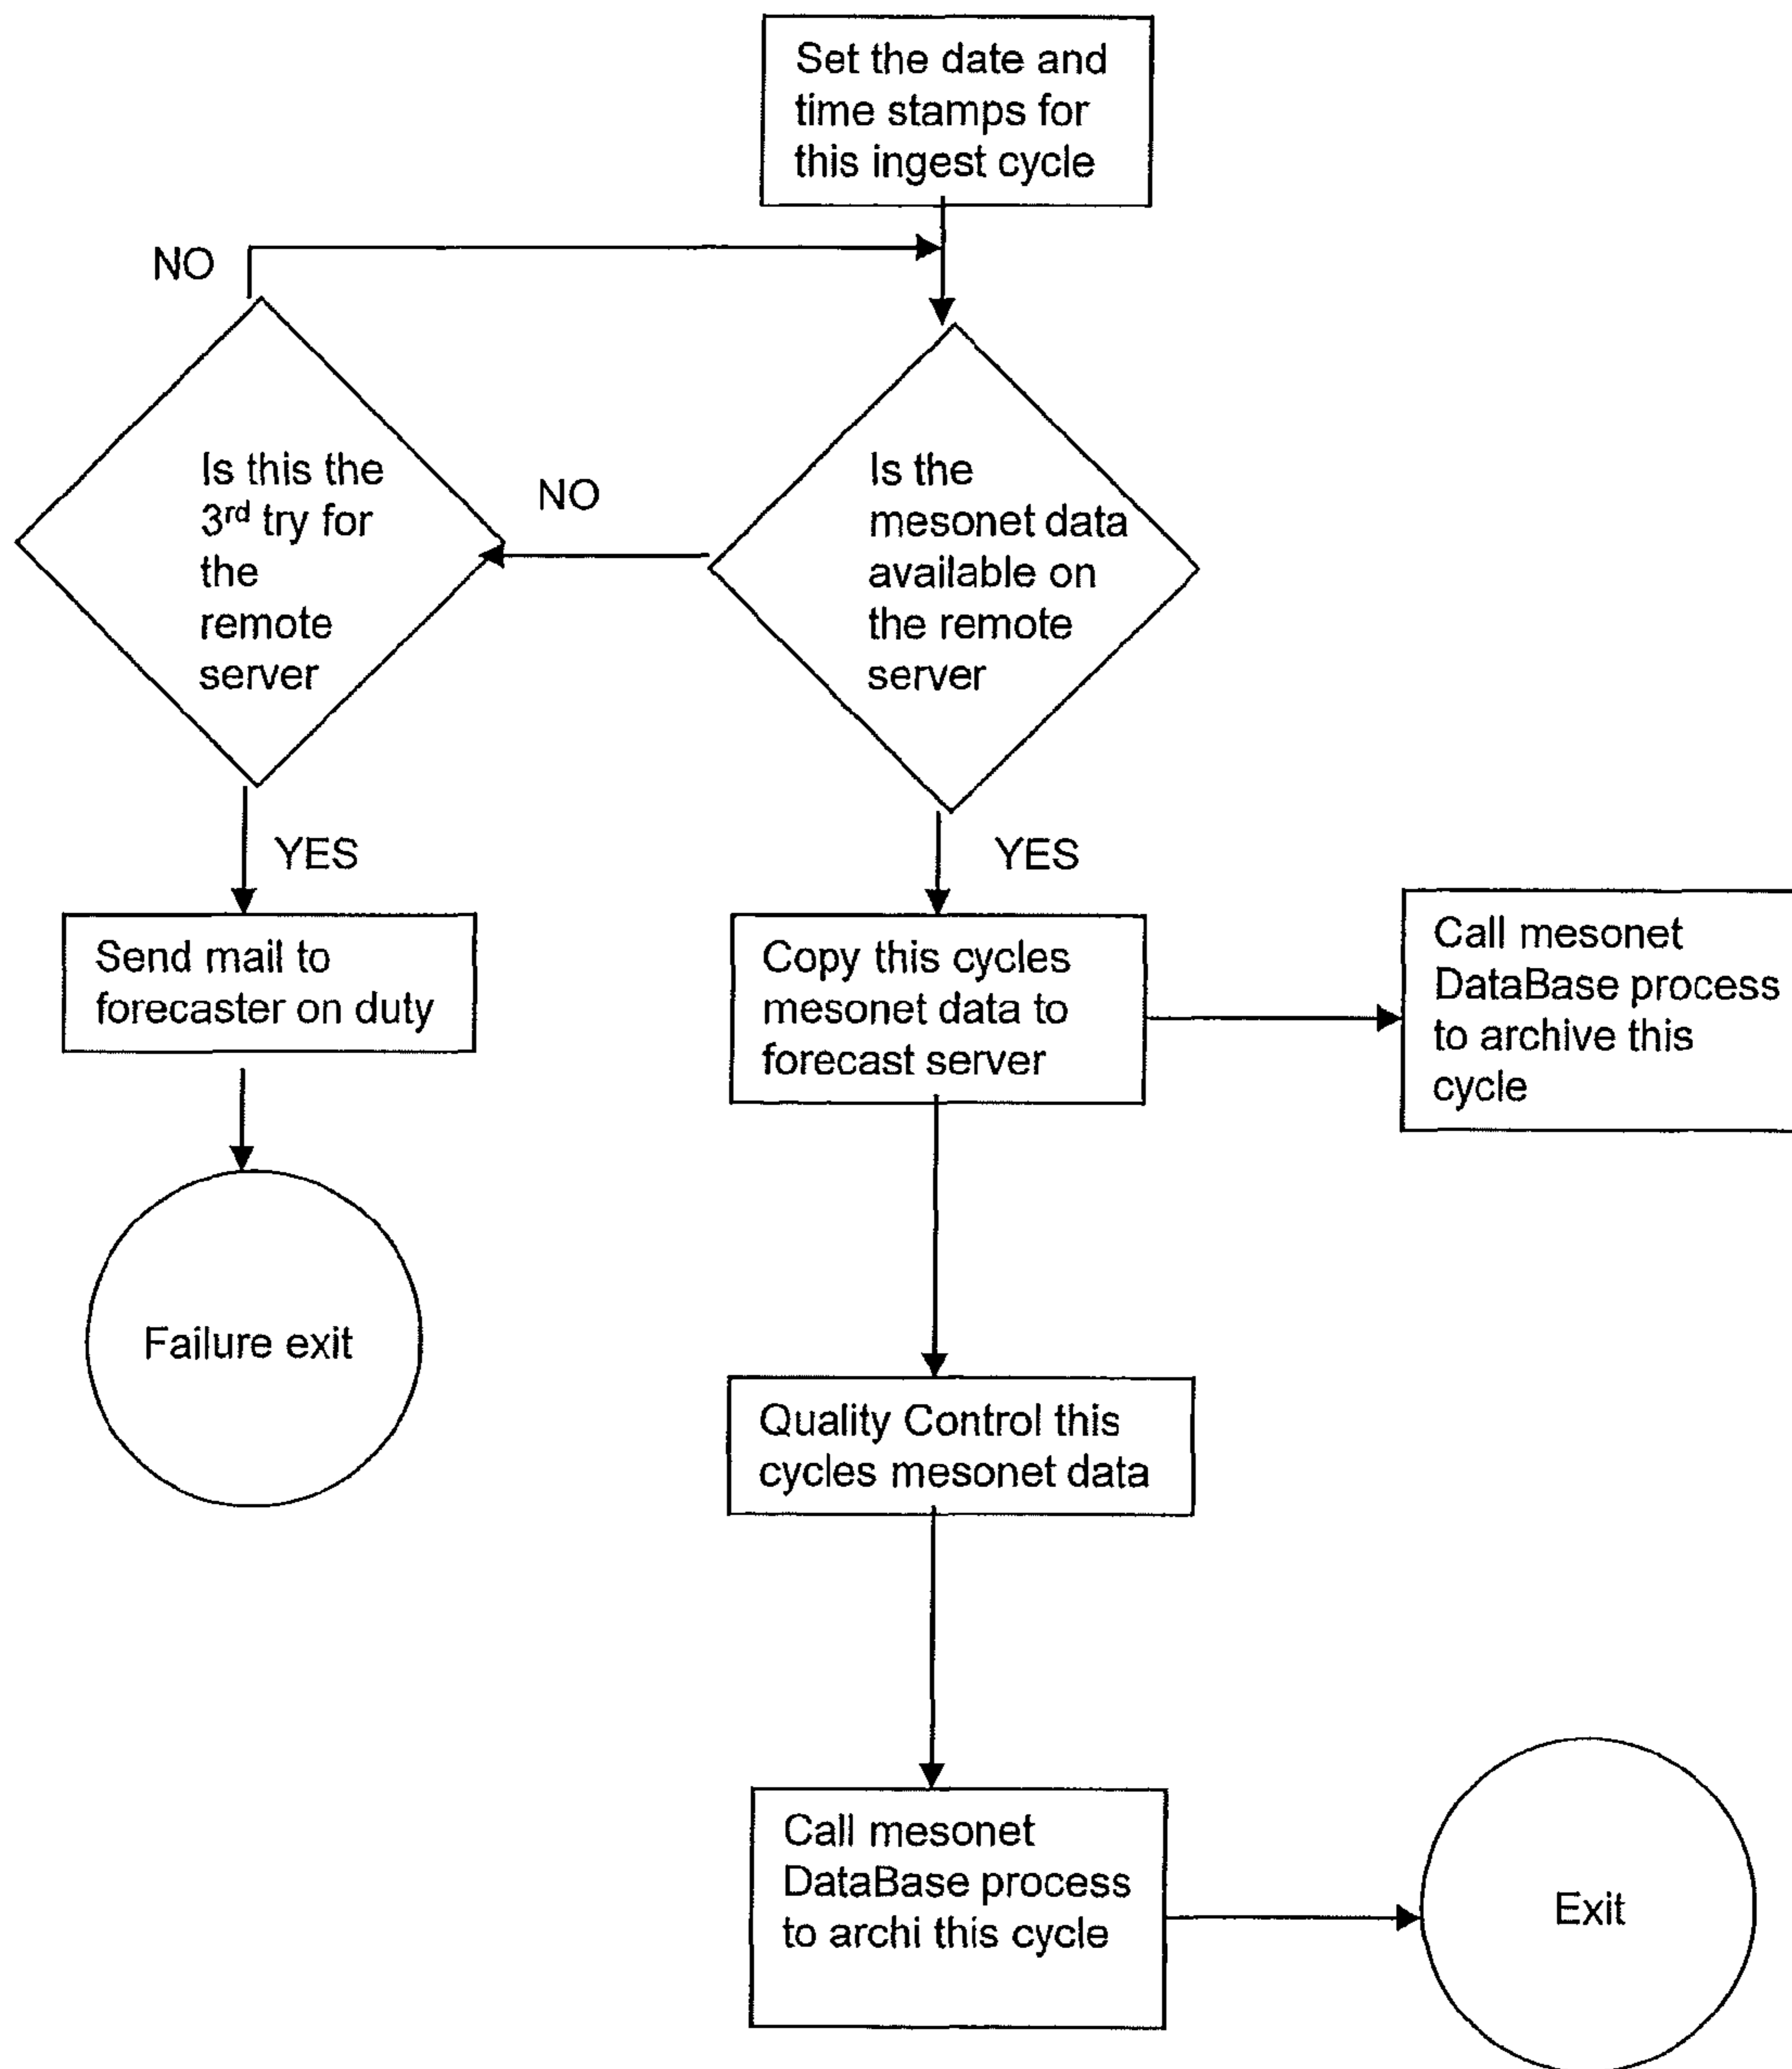 Set the date and
time stamps for
this ingest cycle
NO
Is this the
3rd try for
the
remote
server
NO
Is the
mesonet data
available on
the remote
server
YES
YES
Send mail to
forecaster on duty
Copy this cycles
mesonet data to
forecast server
Call mesonet
DataBase process
to archive this
cycle
Failure exit
Quality Control this
cycles mesonet data
Call mesonet
DataBase process
to archi this cycle
Exit